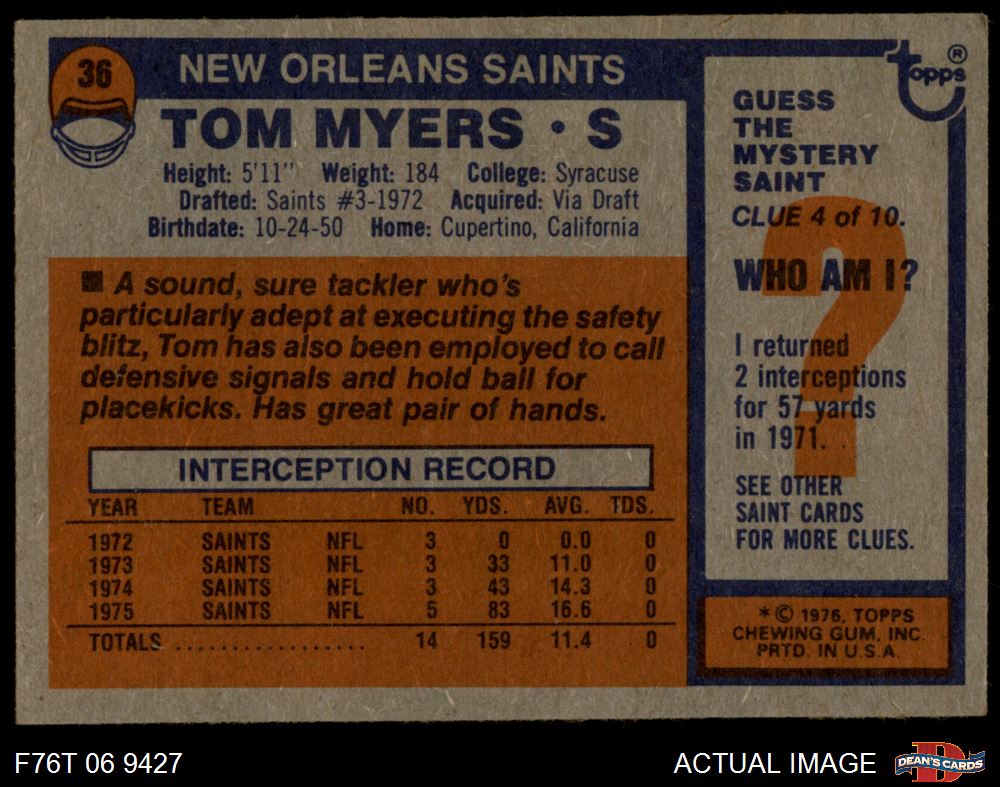 36
NEW ORLEANS SAINTS
TOM MYERS • S
Height: 5'11" Weight: 184 College: Syracuse
Drafted: Saints #3-1972 Acquired: Via Draft
Birthdate: 10-24-50 Home: Cupertino, California
■ A sound, sure tackler who's
particularly adept at executing the safety
blitz, Tom has also been employed to call
defensive signals and hold ball for
placekicks. Has great pair of hands.
INTERCEPTION RECORD
YEAR TEAM NO. YDS. AVG. TDS.
1972 SAINTS NFL 3 0 0.0 0
1973 SAINTS NFL 3 33 11.0 0
1974 SAINTS NFL 3 43 14.3 0
1975 SAINTS NFL 5 83 16.6 0
TOTALS .................. 14 159 11.4 0
topps ®
GUESS
THE
MYSTERY
SAINT
CLUE 4 of 10.
WHO AM I?
?
I returned
2 interceptions
for 57 yards
in 1971.
SEE OTHER
SAINT CARDS
FOR MORE CLUES.
* © 1976, TOPPS
CHEWING GUM, INC.
PRTD. IN U.S.A.
F76T 06 9427
ACTUAL IMAGE
D
DEAN'S CARDS